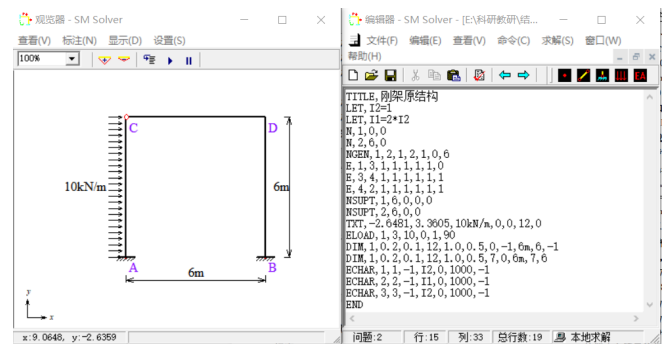 观览器 - SM Solver
查看(V) 标注(N) 显示(D) 设置(S)
100%
C
D
10kN/m
6m
A
B
6m
y
x
x:9.0648, y:-2.6359
编辑器 - SM Solver - [E:\科研教研\结...
文件(F) 编辑(E) 查看(V) 命令(C) 求解(S) 窗口(W)
帮助(H)
EA
TITLE,刚架原结构
LET,I2=1
LET,I1=2*I2
N,1,0,0
N,2,6,0
NGEN,1,2,1,2,1,0,6
E,1,3,1,1,1,1,1,0
E,3,4,1,1,1,1,1,1
E,4,2,1,1,1,1,1,1
NSUPT,1,6,0,0,0
NSUPT,2,6,0,0
TXT,-2.6481,3.3605,10kN/m,0,0,12,0
ELOAD,1,3,10,0,1,90
DIM,1,0.2,0.1,12,1.0,0.5,0,-1,6m,6,-1
DIM,1,0.2,0.1,12,1.0,0.5,7,0,6m,7,6
ECHAR,1,1,-1,I2,0,1000,-1
ECHAR,2,2,-1,I1,0,1000,-1
ECHAR,3,3,-1,I2,0,1000,-1
END
问题:2 行:15 列:33 总行数:19 本地求解